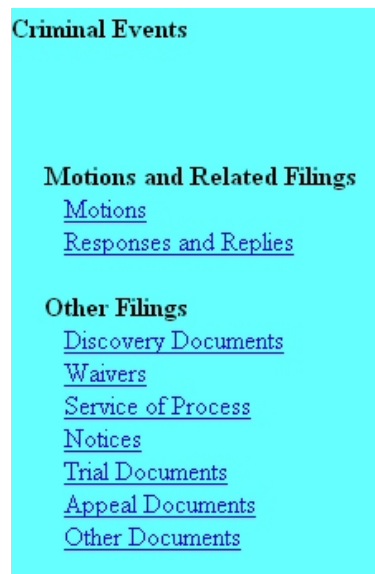 Criminal Events
Motions and Related Filings
Motions
Responses and Replies
Other Filings
Discovery Documents
Waivers
Service of Process
Notices
Trial Documents
Appeal Documents
Other Documents